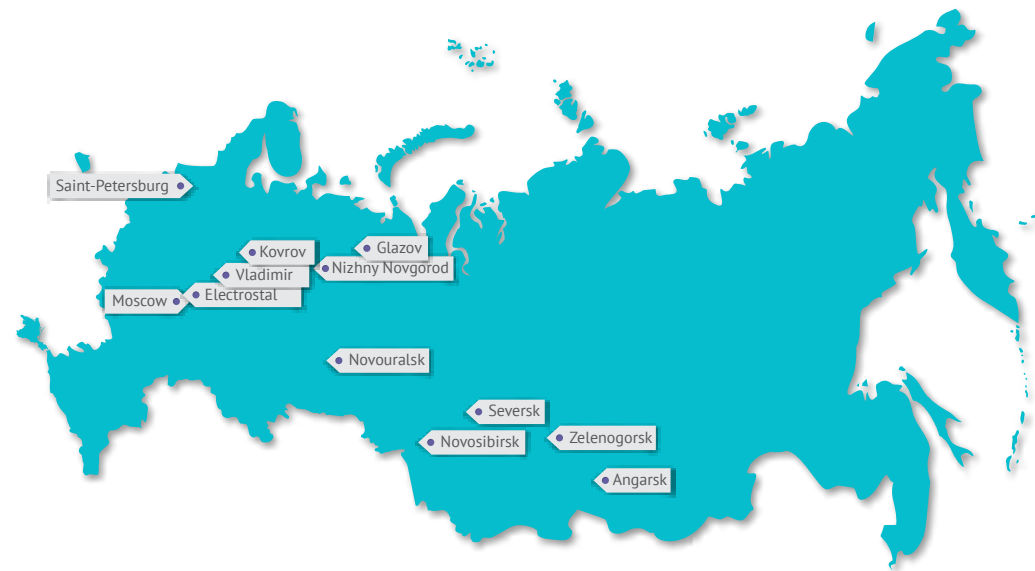 Saint-Petersburg
Glazov
Kovrov
Nizhny Novgorod
Vladimir
Electrostal
Moscow
Novouralsk
Seversk
Zelenogorsk
Novosibirsk
Angarsk